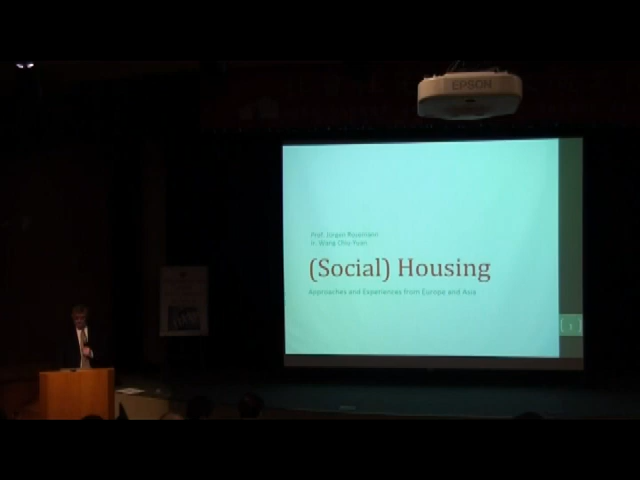 EPSON
Prof. Jürgen Rosemann
Ir. Wang Chiu Yuan
(Social) Housing
Approaches and Experiences from Europe and Asia
[ 1 ]